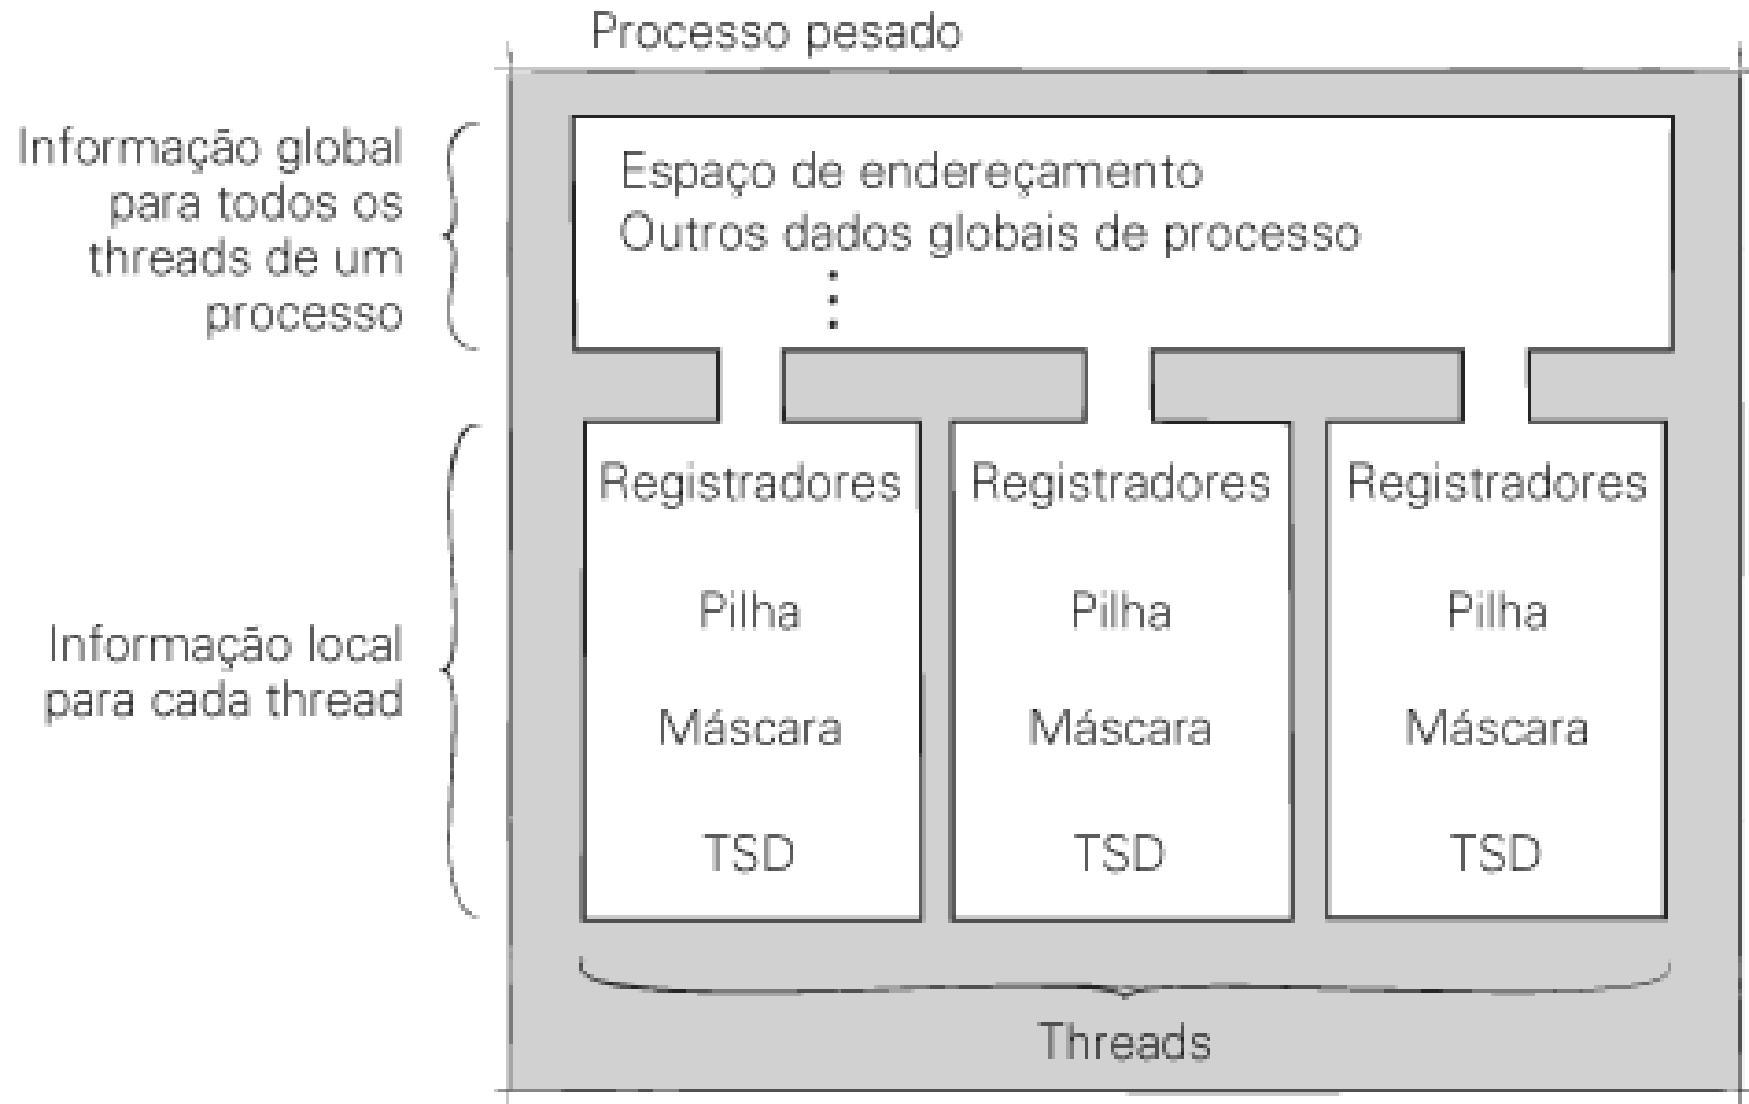 Processo pesado
Informação global
para todos os
threads de um
processo
Espaço de endereçamento
Outros dados globais de processo
Informação local
para cada thread
Registradores
Pilha
Máscara
TSD
Registradores
Pilha
Máscara
TSD
Registradores
Pilha
Máscara
TSD
Threads